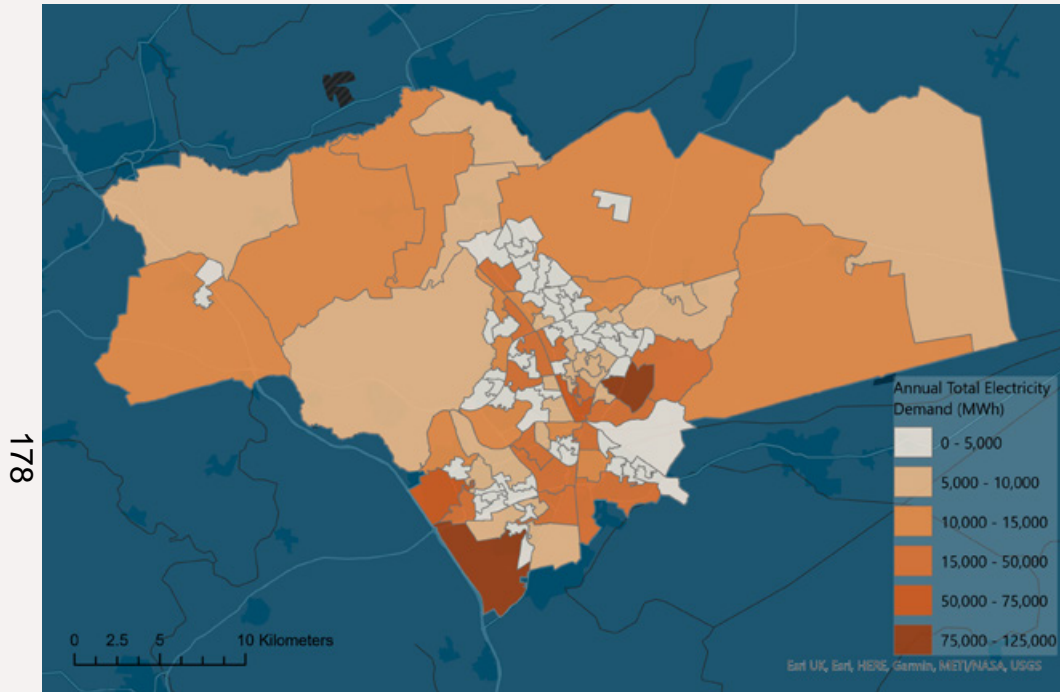 178
Annual Total Electricity
Demand (MWh)
0 - 5,000
5,000 - 10,000
10,000 - 15,000
15,000 - 50,000
50,000 - 75,000
75,000 - 125,000
0 2.5 5 10 Kilometers
Esri UK, Esri, HERE, Garmin, METI/NASA, USGS